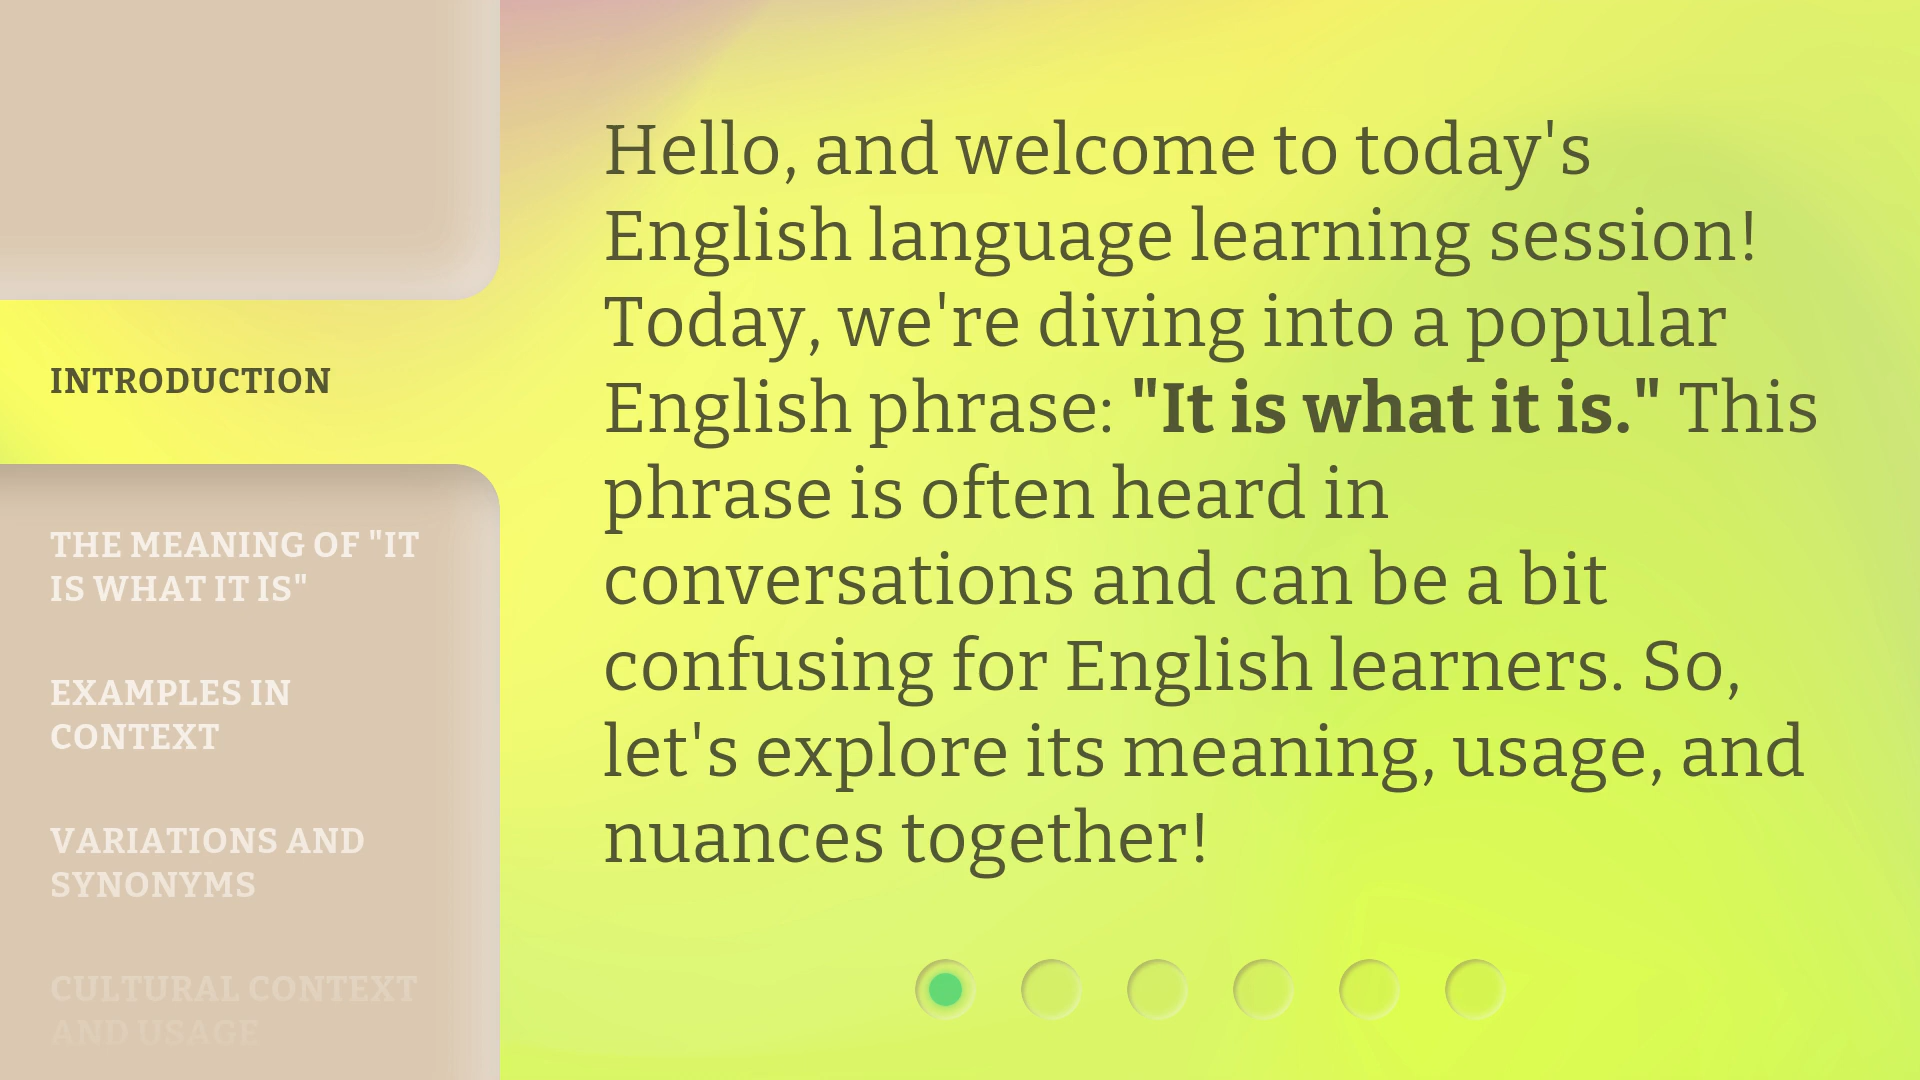 INTRODUCTION
THE MEANING OF "IT
IS WHAT IT IS"
EXAMPLES IN
CONTEXT
VARIATIONS AND
SYNONYMS
CULTURAL CONTEXT
AND USAGE
Hello, and welcome to today's
English language learning session!
Today, we're diving into a popular
English phrase: "It is what it is." This
phrase is often heard in
conversations and can be a bit
confusing for English learners. So,
let's explore its meaning, usage, and
nuances together!